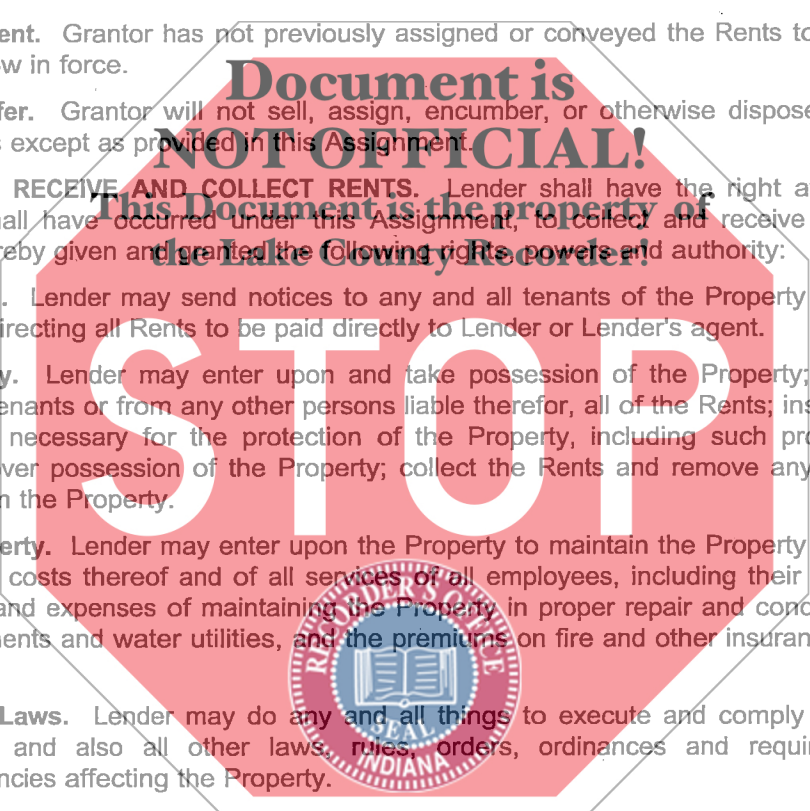 ent. Grantor has not previously assigned or conveyed the Rents to
w in force.
Document is
fer. Grantor will not sell, assign, encumber, or otherwise dispose
s except as provided in this Assignment.
NOT OFFICIAL!
RECEIVE AND COLLECT RENTS. Lender shall have the right a
This Document is the property of
all have occurred under this Assignment, to collect and receive
the Lake County Recorder!
reby given and granted the following rights, powers and authority:
. Lender may send notices to any and all tenants of the Property
irecting all Rents to be paid directly to Lender or Lender's agent.
STOP
y. Lender may enter upon and take possession of the Property;
enants or from any other persons liable therefor, all of the Rents; ins
necessary for the protection of the Property, including such pro
ver possession of the Property; collect the Rents and remove any
n the Property.
erty. Lender may enter upon the Property to maintain the Property
costs thereof and of all services of all employees, including their
and expenses of maintaining the Property in proper repair and cond
ents and water utilities, and the premiums on fire and other insuran
RECORDER'S OFFICE
Laws. Lender may do any and all things to execute and comply
SEAL
and also all other laws, rules, orders, ordinances and requir
INDIANA
ncies affecting the Property.